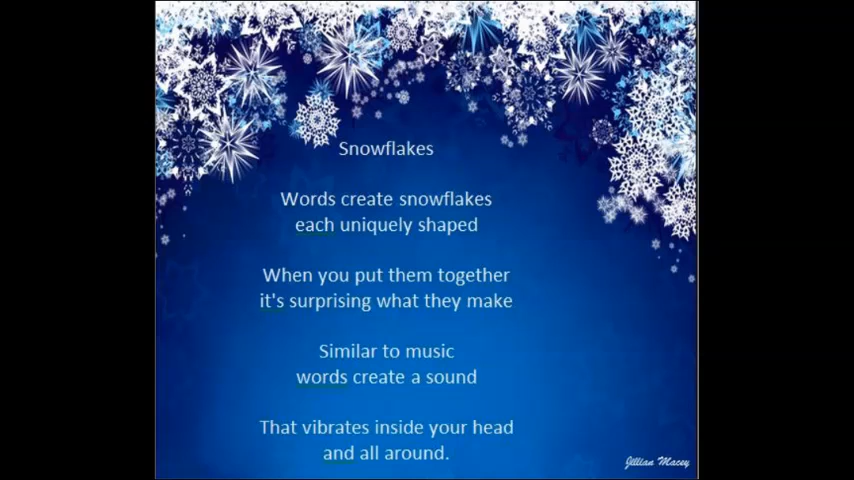 Snowflakes
Words create snowflakes
each uniquely shaped
When you put them together
it's surprising what they make
Similar to music
words create a sound
That vibrates inside your head
and all around.
Jillian Macey